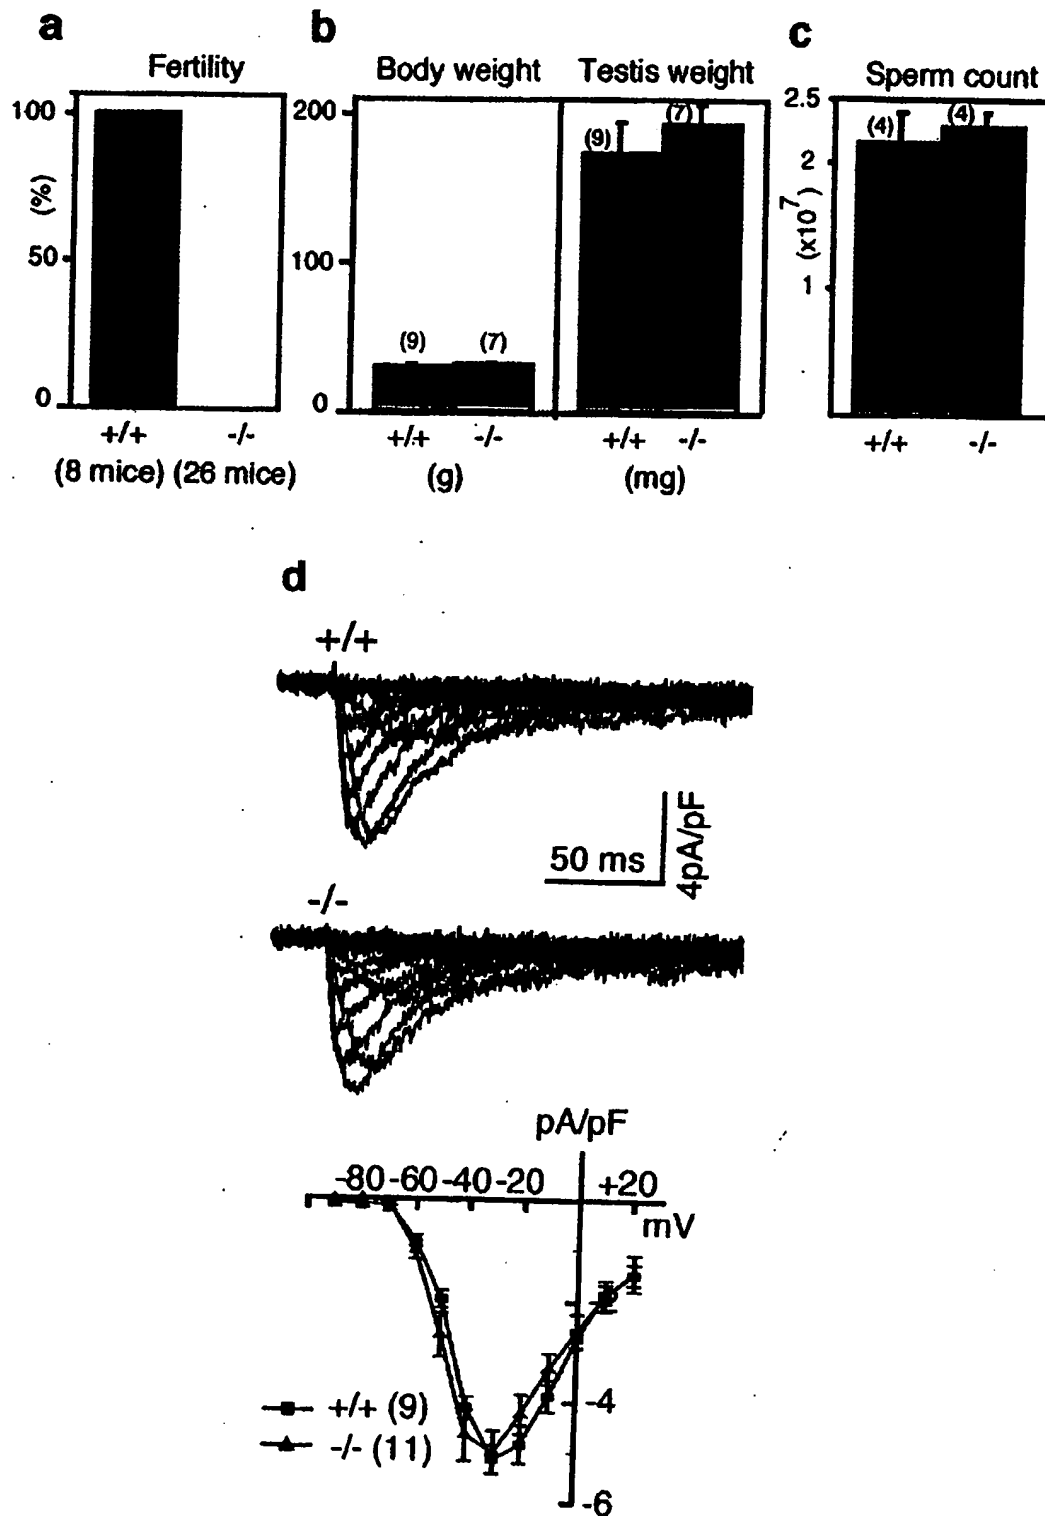 a
Fertility
100
(%)
50
0
+/+
-/-
(8 mice) (26 mice)
b
Body weight
Testis weight
200
100
0
(9)
(7)
(9)
(7)
+/+
-/-
+/+
-/-
(g)
(mg)
c
Sperm count
2.5
2
(x10⁷)
1
(4)
(4)
+/+
-/-
d
+/+
50 ms
4pA/pF
-/-
pA/pF
-80 -60 -40 -20 +20
mV
-4
-6
+/+ (9)
-/- (11)